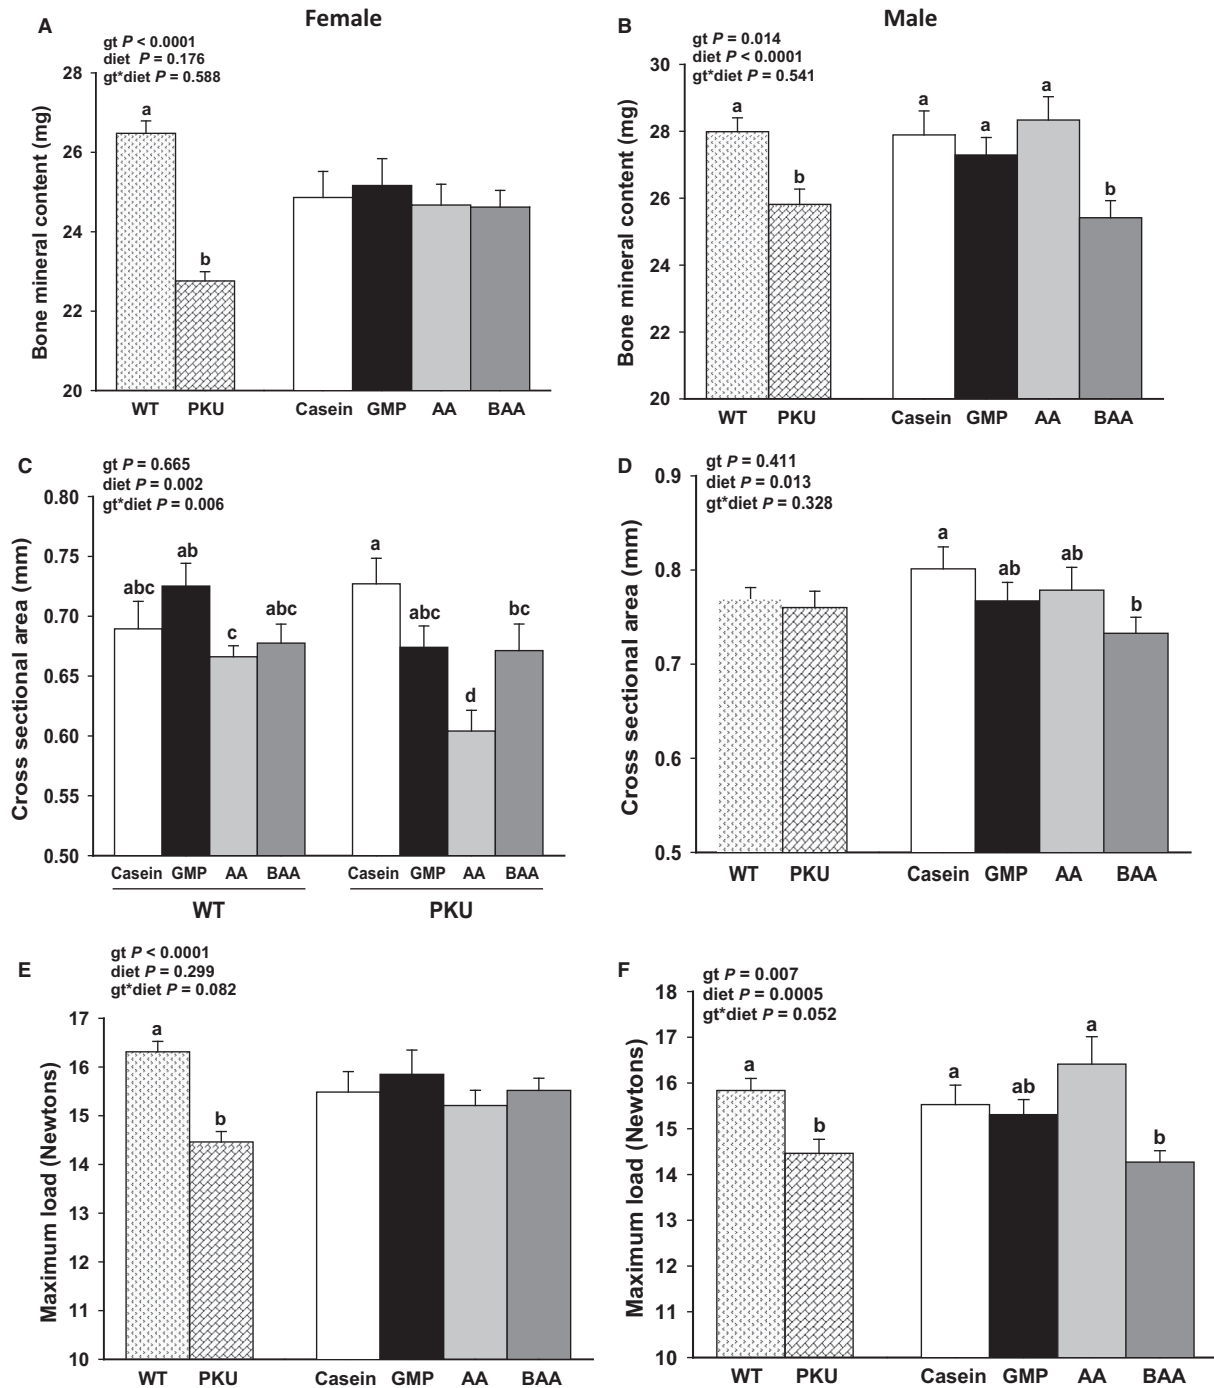 Female
Male
A
gt P < 0.0001
diet P = 0.176
gt*diet P = 0.588
Bone mineral content (mg)
28
26
24
22
20
a
b
WT PKU Casein GMP AA BAA
B
gt P = 0.014
diet P < 0.0001
gt*diet P = 0.541
Bone mineral content (mg)
30
28
26
24
22
20
a
b
a
a
a
b
WT PKU Casein GMP AA BAA
C
gt P = 0.665
diet P = 0.002
gt*diet P = 0.006
Cross sectional area (mm)
0.80
0.75
0.70
0.65
0.60
0.55
0.50
abc
ab
c
abc
a
abc
d
bc
Casein GMP AA BAA Casein GMP AA BAA
WT PKU
D
gt P = 0.411
diet P = 0.013
gt*diet P = 0.328
Cross sectional area (mm)
0.9
0.8
0.7
0.6
0.5
a
ab
ab
b
WT PKU Casein GMP AA BAA
E
gt P < 0.0001
diet P = 0.299
gt*diet P = 0.082
Maximum load (Newtons)
17
16
15
14
13
12
11
10
a
b
WT PKU Casein GMP AA BAA
F
gt P = 0.007
diet P = 0.0005
gt*diet P = 0.052
Maximum load (Newtons)
18
17
16
15
14
13
12
11
10
a
b
a
ab
a
b
WT PKU Casein GMP AA BAA